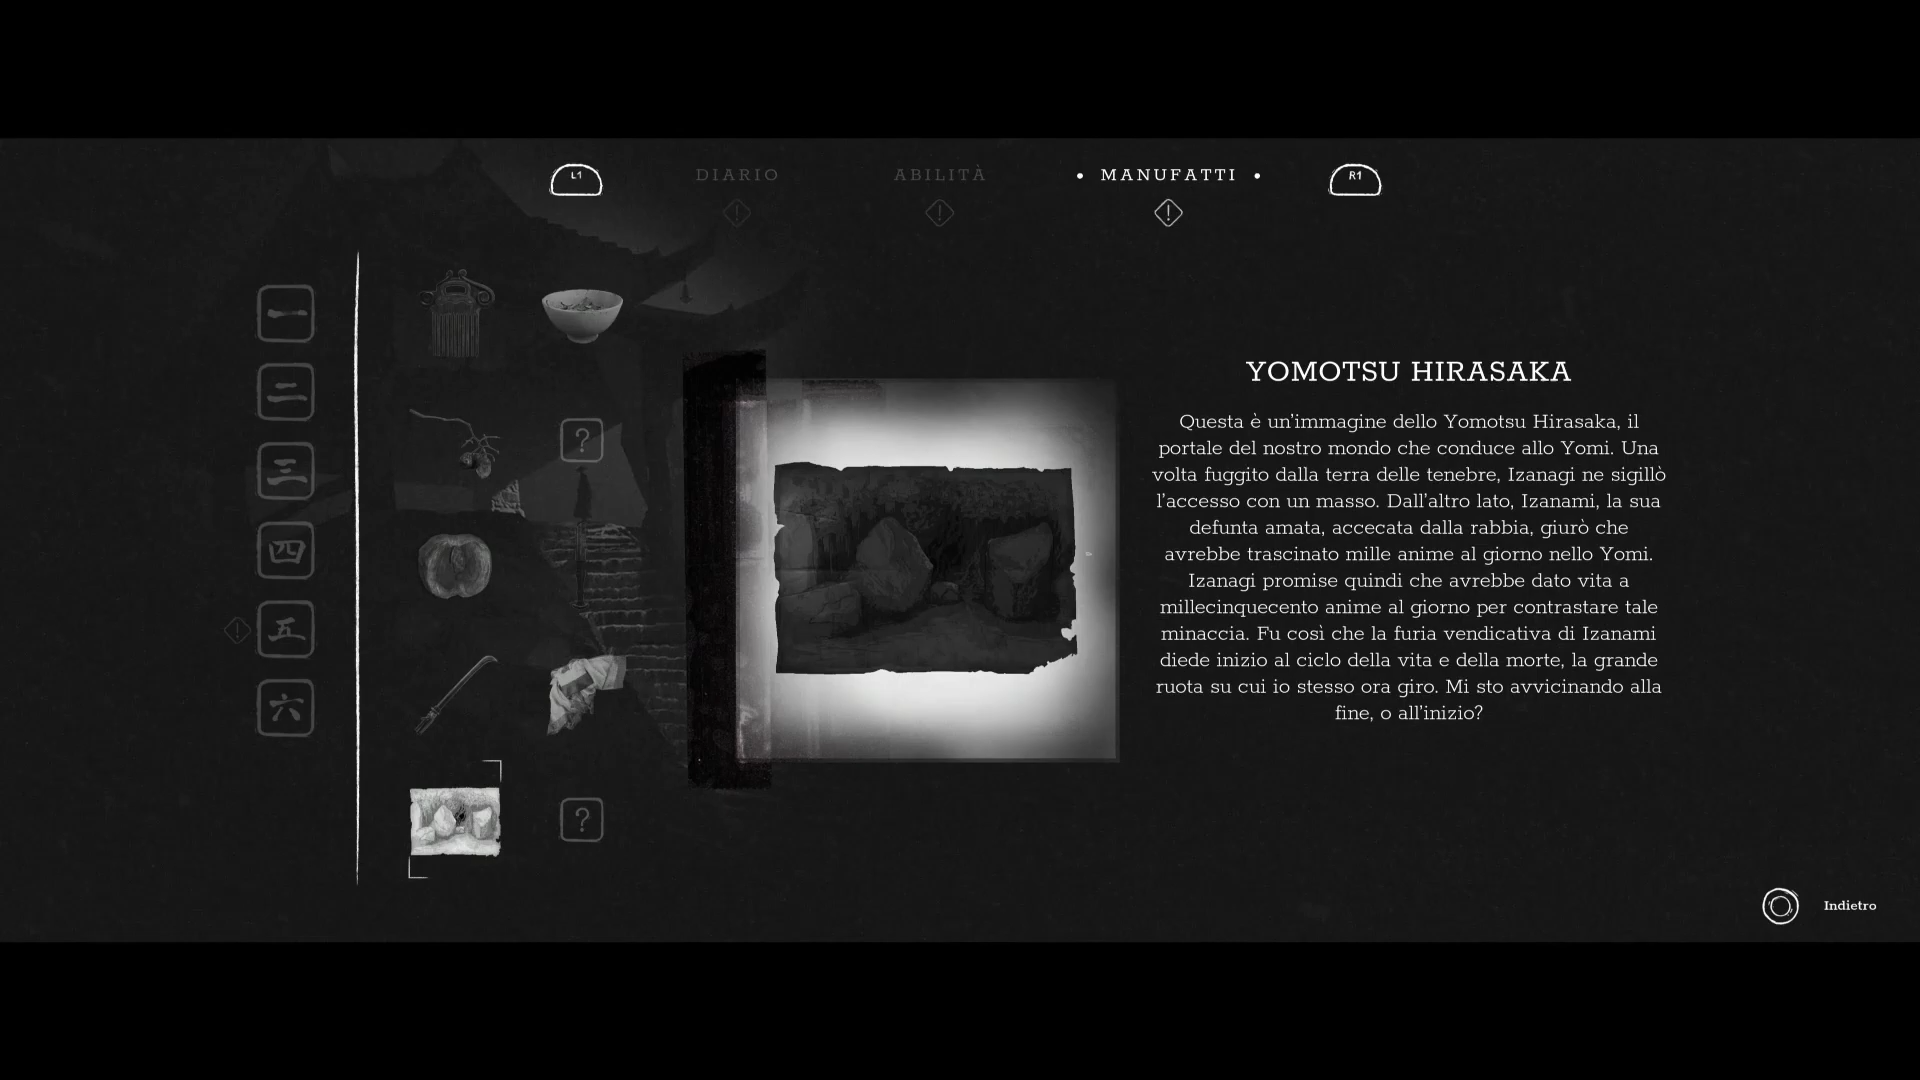 L1
DIARIO
ABILITÀ
• MANUFATTI •
R1
一
二
三
四
五
六
?
?
YOMOTSU HIRASAKA
Questa è un'immagine dello Yomotsu Hirasaka, il
portale del nostro mondo che conduce allo Yomi. Una
volta fuggito dalla terra delle tenebre, Izanagi ne sigillò
l'accesso con un masso. Dall'altro lato, Izanami, la sua
defunta amata, accecata dalla rabbia, giurò che
avrebbe trascinato mille anime al giorno nello Yomi.
Izanagi promise quindi che avrebbe dato vita a
millecinquecento anime al giorno per contrastare tale
minaccia. Fu così che la furia vendicativa di Izanami
diede inizio al ciclo della vita e della morte, la grande
ruota su cui io stesso ora giro. Mi sto avvicinando alla
fine, o all'inizio?
Indietro